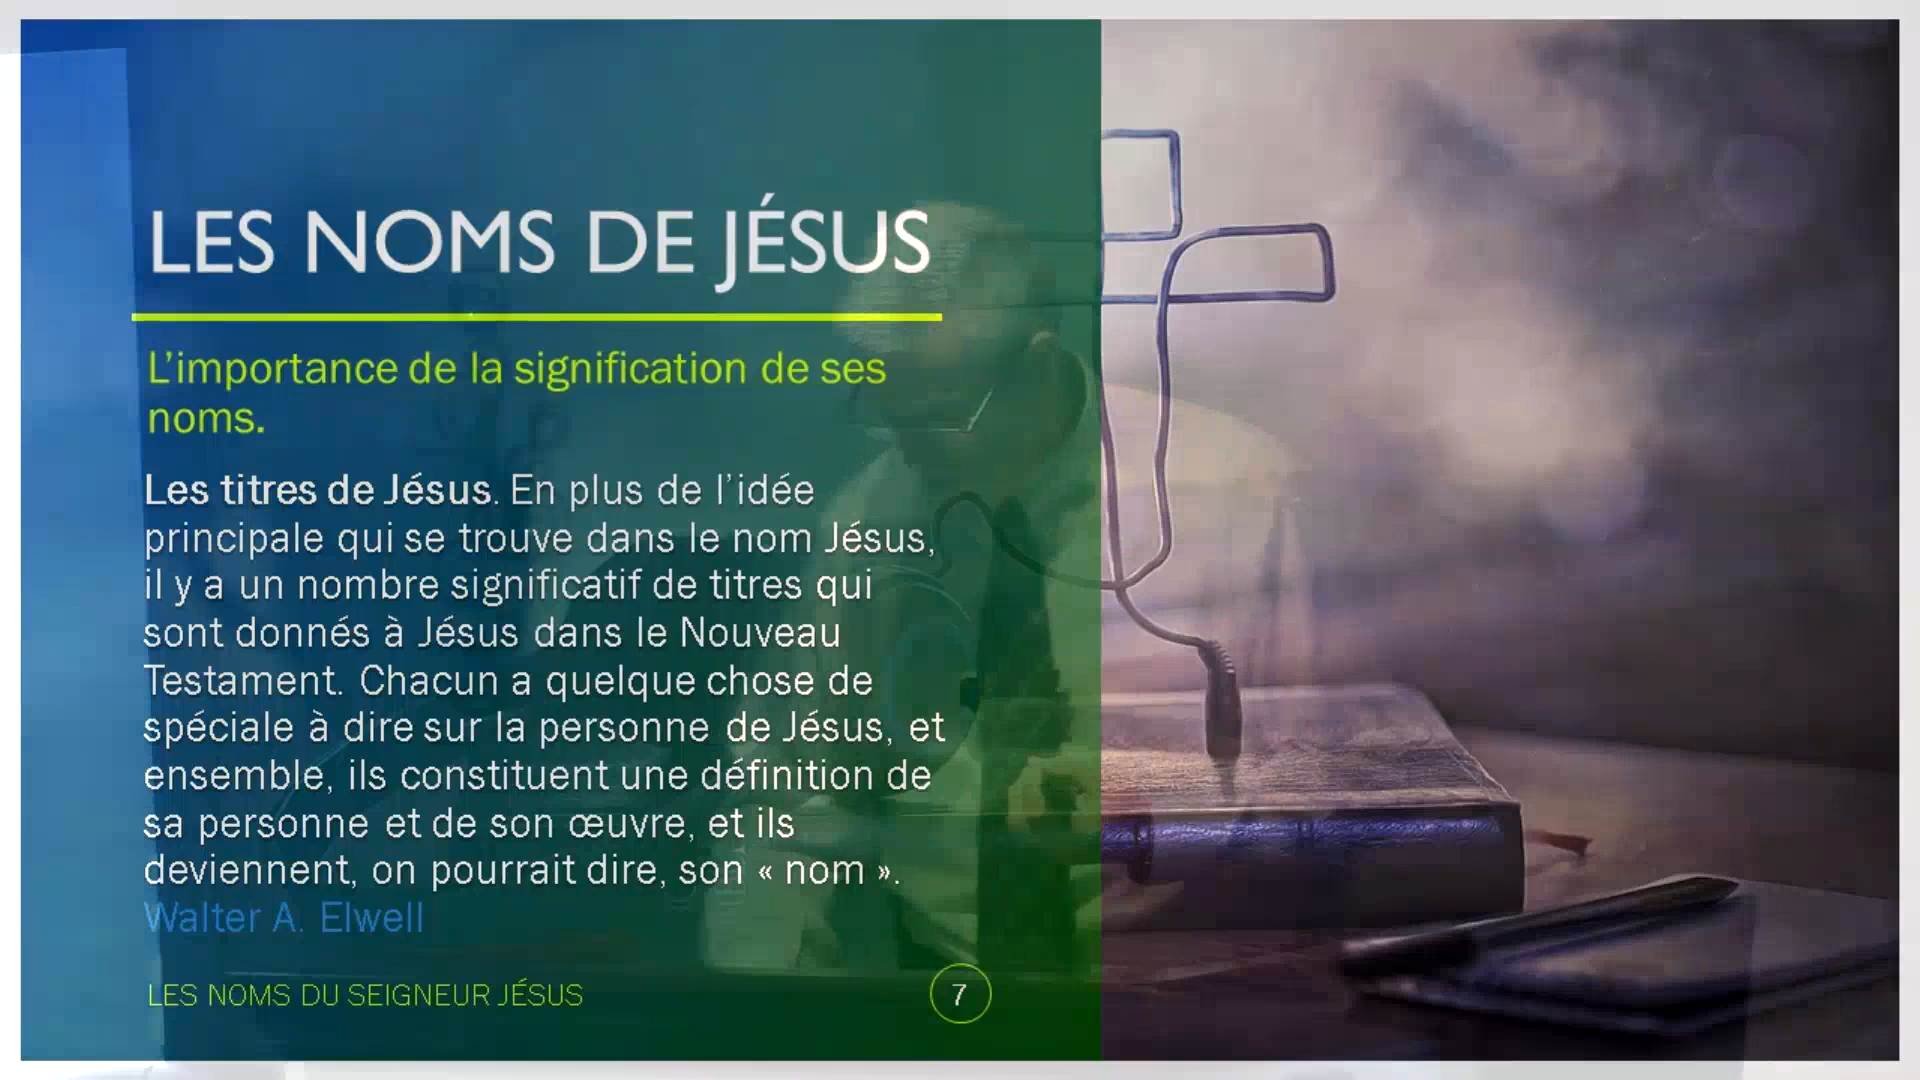 LES NOMS DE JÉSUS
L’importance de la signification de ses
noms.
Les titres de Jésus. En plus de l’idée
principale qui se trouve dans le nom Jésus,
il y a un nombre significatif de titres qui
sont donnés à Jésus dans le Nouveau
Testament. Chacun a quelque chose de
spéciale à dire sur la personne de Jésus, et
ensemble, ils constituent une définition de
sa personne et de son œuvre, et ils
deviennent, on pourrait dire, son « nom ».
Walter A. Elwell
LES NOMS DU SEIGNEUR JÉSUS
7